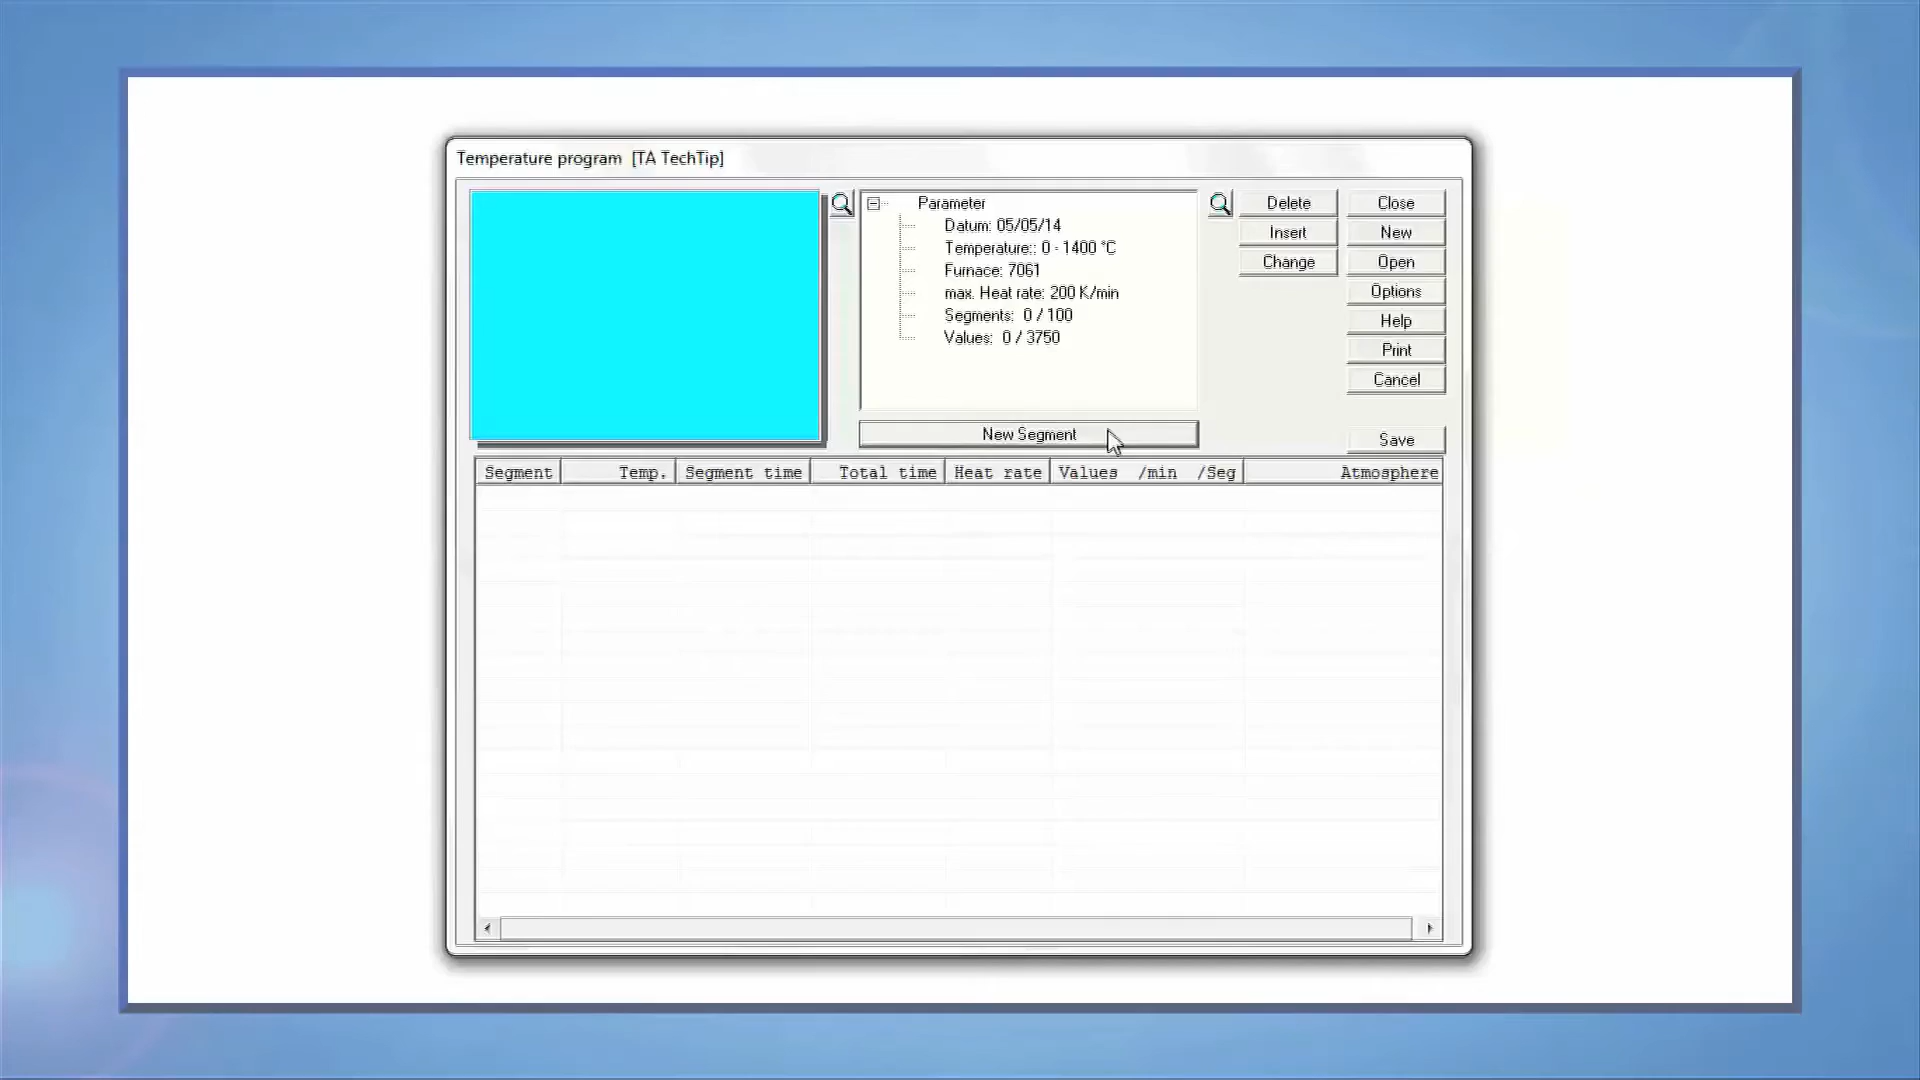 Temperature program [TA TechTip]
Parameter
Datum: 05/05/14
Temperature:: 0 - 1400 °C
Furnace: 7061
max. Heat rate: 200 K/min
Segments: 0 / 100
Values: 0 / 3750
New Segment
Delete
Insert
Change
Close
New
Open
Options
Help
Print
Cancel
Save
Segment Temp. Segment time Total time Heat rate Values /min /Seg Atmosphere